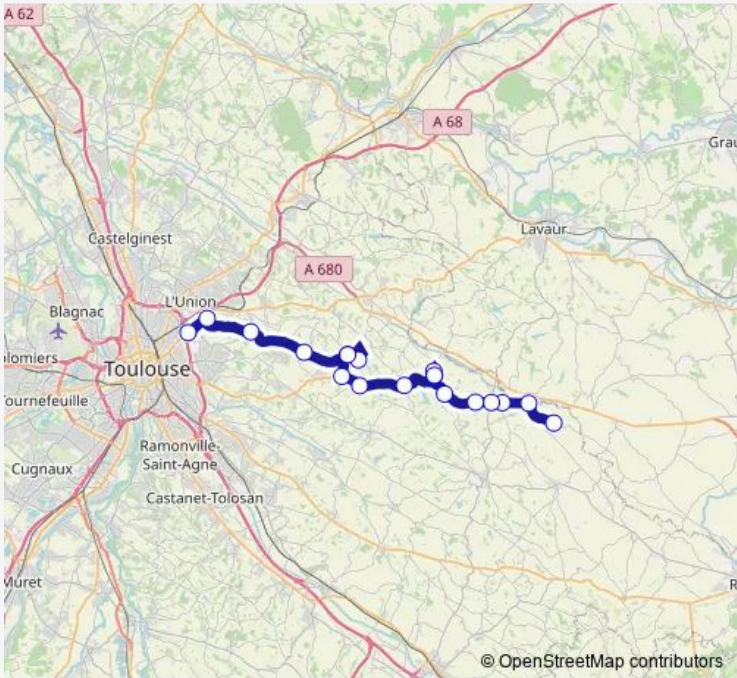 A 62
A 68
Grau
Lavaur
Castelginest
A 680
L'Union
Blagnac
olomiers
Toulouse
Tournefeuille
Ramonville-
Saint-Agne
Cugnaux
Castanet-Tolosan
Muret
R
© OpenStreetMap contributors